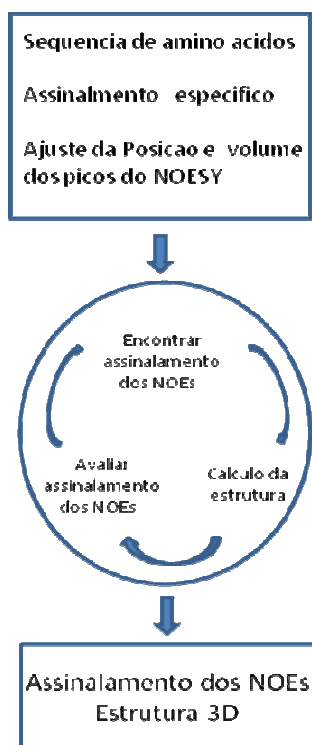 Sequencia de amino acidos
Assinalmento especifico
Ajuste da Posicao e volume
dos picos do NOESY
Encontrar
assinalamento
dos NOEs
Avaliar
assinalamento
dos NOEs
Calculo da
estrutura
Assinalamento dos NOEs
Estrutura 3D